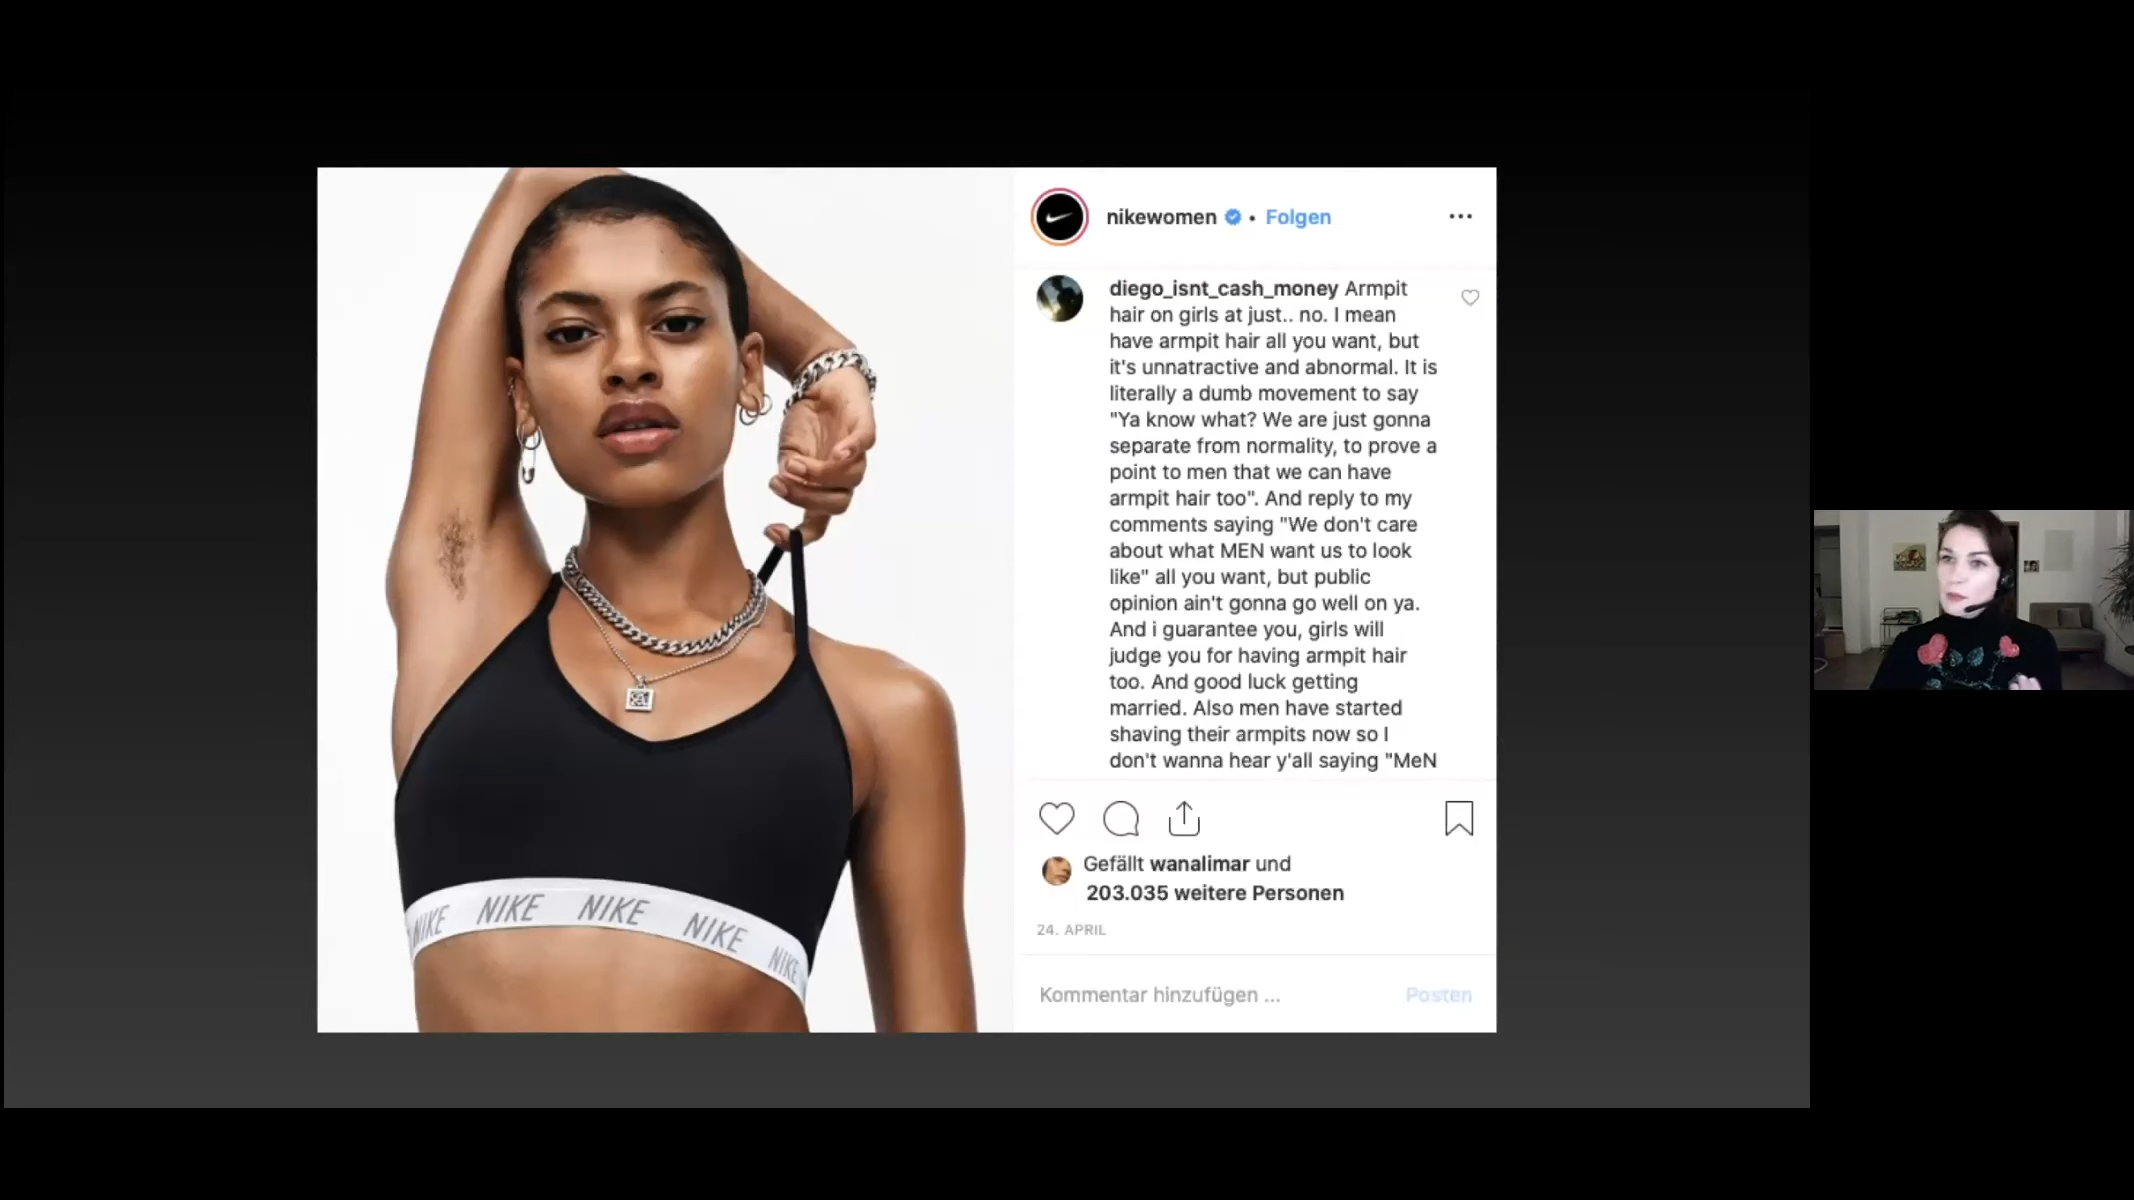 nikewomen • Folgen
diego_isnt_cash_money Armpit
hair on girls at just.. no. I mean
have armpit hair all you want, but
it's unnatractive and abnormal. It is
literally a dumb movement to say
"Ya know what? We are just gonna
separate from normality, to prove a
point to men that we can have
armpit hair too". And reply to my
comments saying "We don't care
about what MEN want us to look
like" all you want, but public
opinion ain't gonna go well on ya.
And i guarantee you, girls will
judge you for having armpit hair
too. And good luck getting
married. Also men have started
shaving their armpits now so I
don't wanna hear y'all saying "MeN
Gefällt wanalimar und
203.035 weitere Personen
24. APRIL
Kommentar hinzufügen ...
Posten
NIKE NIKE NIKE NIKE NIKE